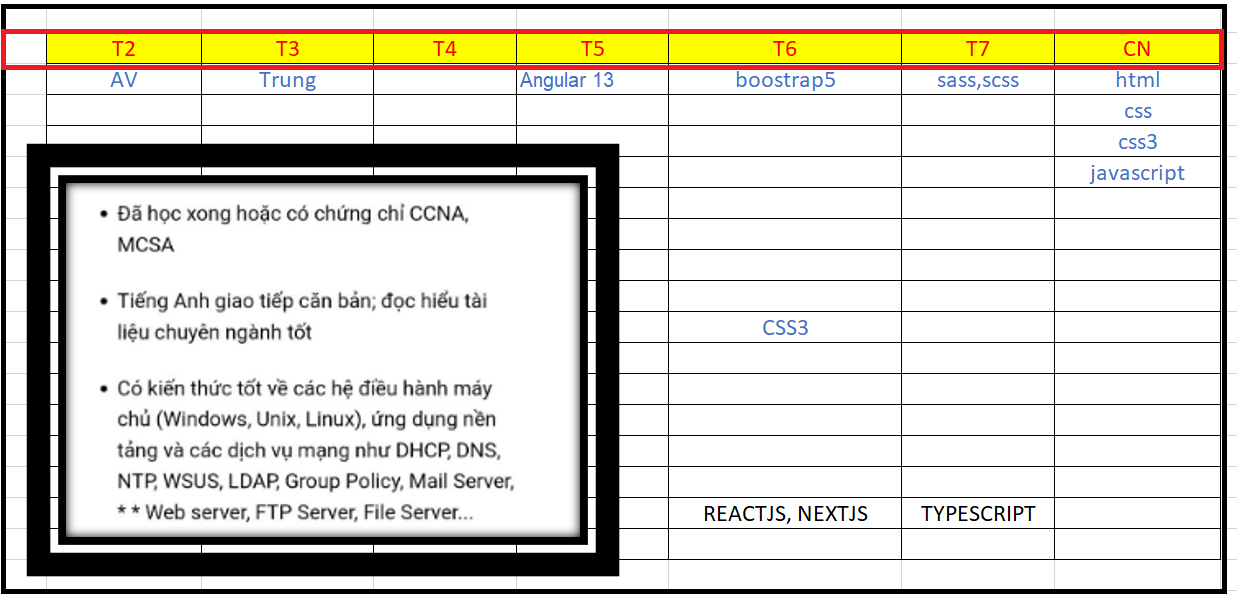 T2 T3 T4 T5 T6 T7 CN
AV Trung Angular 13 boostrap5 sass,scss html
css
css3
javascript
• Đã học xong hoặc có chứng chỉ CCNA,
MCSA
• Tiếng Anh giao tiếp căn bản; đọc hiểu tài
liệu chuyên ngành tốt
• Có kiến thức tốt về các hệ điều hành máy
chủ (Windows, Unix, Linux), ứng dụng nền
tảng và các dịch vụ mạng như DHCP, DNS,
NTP, WSUS, LDAP, Group Policy, Mail Server,
* * Web server, FTP Server, File Server...
CSS3
REACTJS, NEXTJS TYPESCRIPT